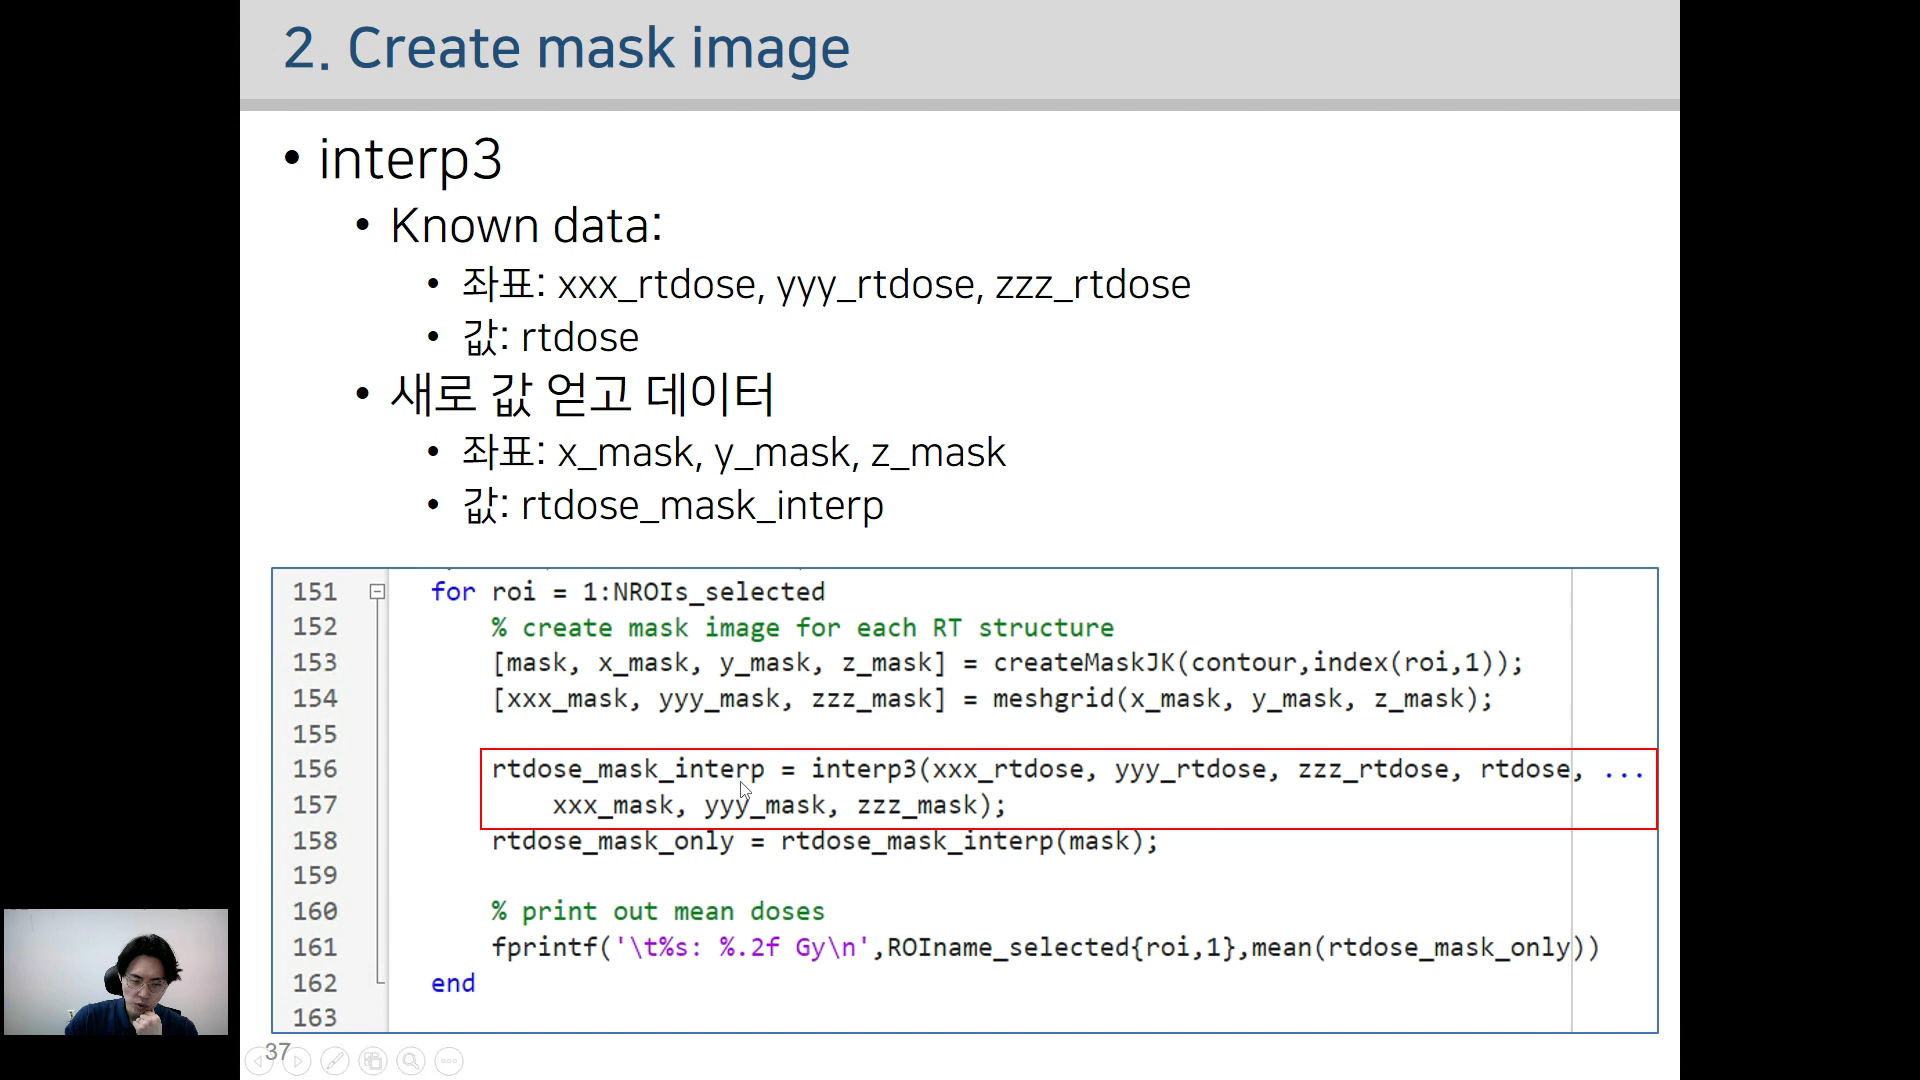 2. Create mask image
• interp3
• Known data:
• 좌표: xxx_rtdose, yyy_rtdose, zzz_rtdose
• 값: rtdose
• 새로 값 얻고 데이터
• 좌표: x_mask, y_mask, z_mask
• 값: rtdose_mask_interp
151 for roi = 1:NROIs_selected
152 % create mask image for each RT structure
153 [mask, x_mask, y_mask, z_mask] = createMaskJK(contour,index(roi,1));
154 [xxx_mask, yyy_mask, zzz_mask] = meshgrid(x_mask, y_mask, z_mask);
155
156 rtdose_mask_interp = interp3(xxx_rtdose, yyy_rtdose, zzz_rtdose, rtdose, ...
157 xxx_mask, yyy_mask, zzz_mask);
158 rtdose_mask_only = rtdose_mask_interp(mask);
159
160 % print out mean doses
161 fprintf('\t%s: %.2f Gy\n',ROIname_selected{roi,1},mean(rtdose_mask_only))
162 end
163
37